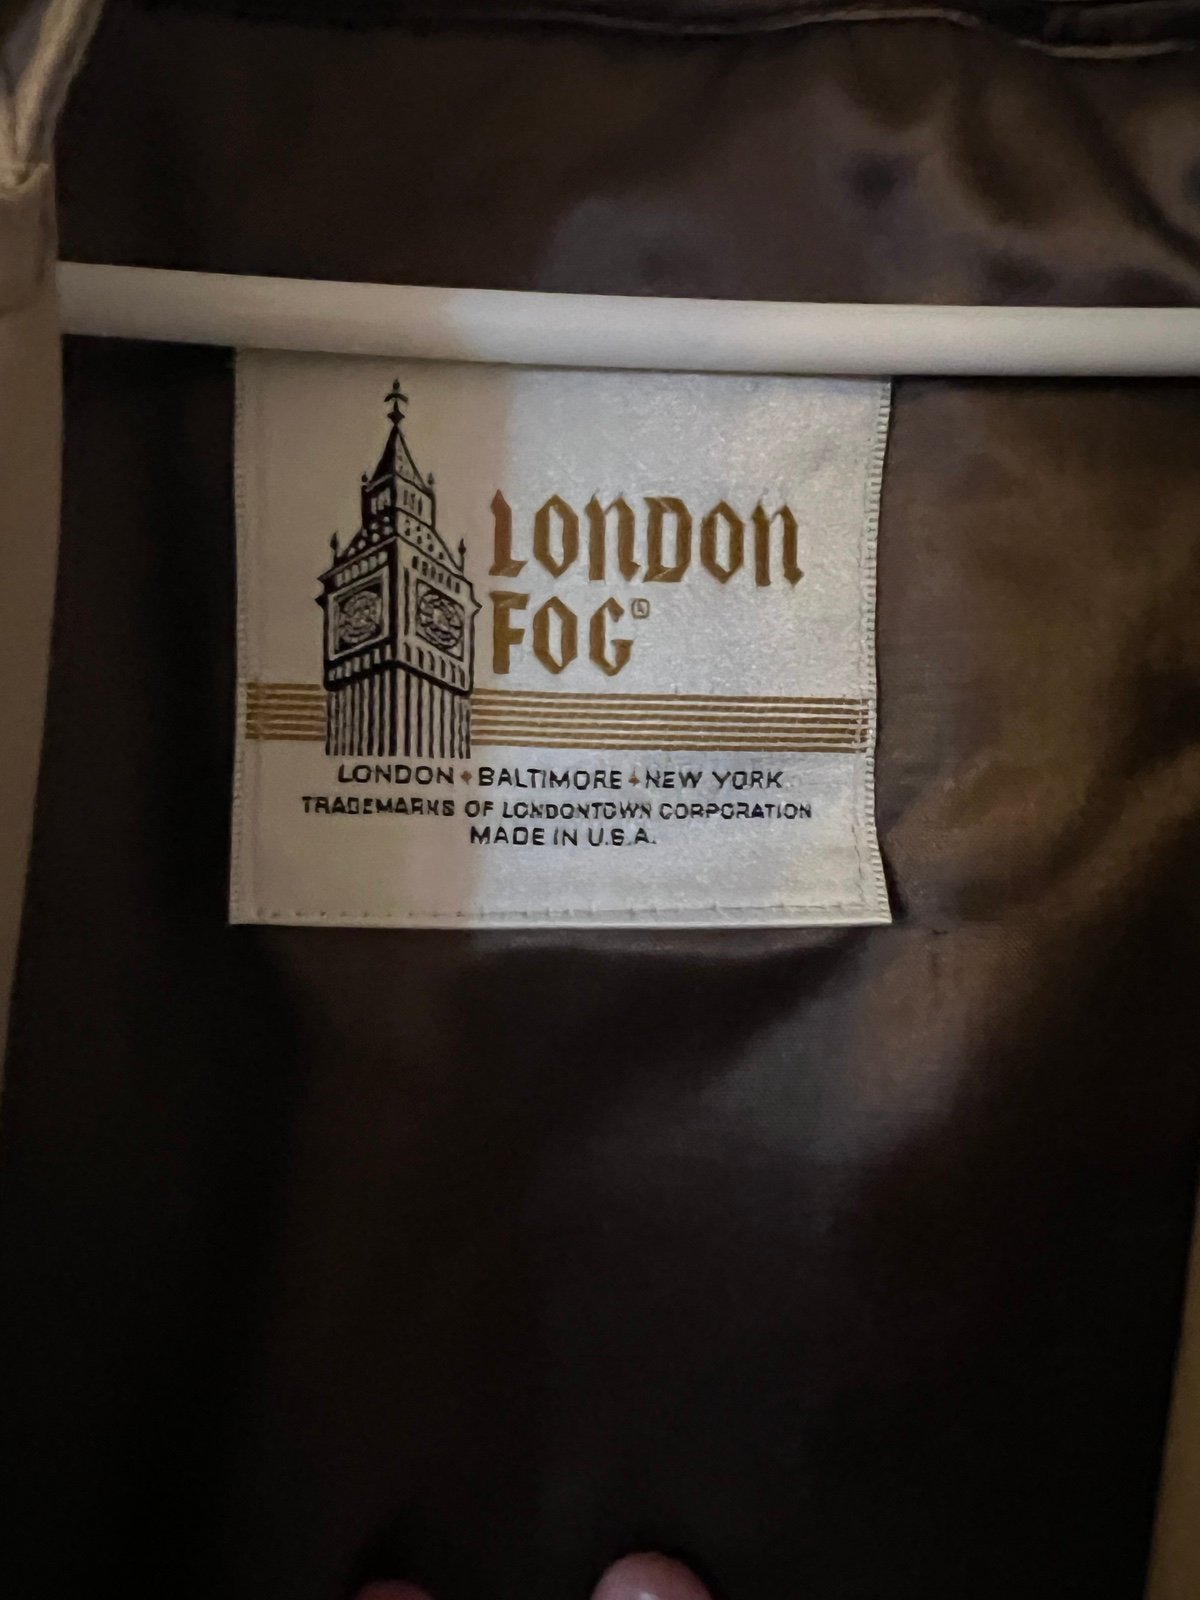 LONDON
FOG®
LONDON • BALTIMORE • NEW YORK
TRADEMARKS OF LONDONTOWN CORPORATION
MADE IN U.S.A.